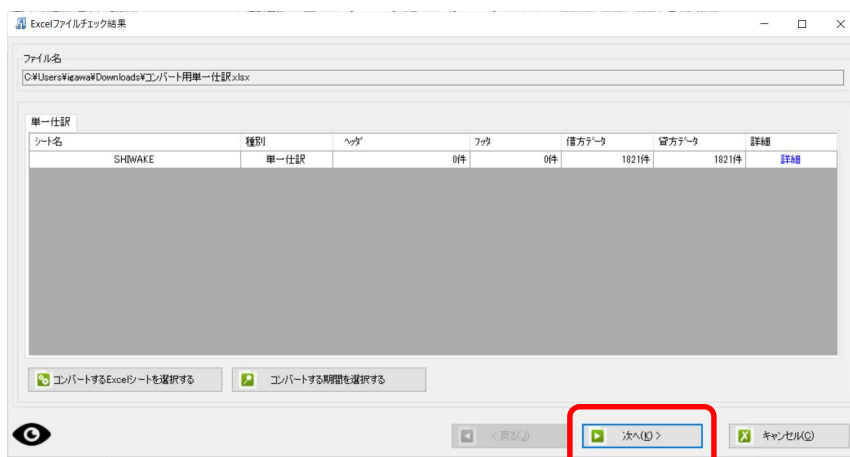 Excelファイルチェック結果
ファイル名
C:¥Users¥igawa¥Downloads¥コンバート用単一仕訳.xlsx
単一仕訳
シート名 種別 ヘッダ フッタ 借方データ 貸方データ 詳細
SHIWAKE 単一仕訳 0件 0件 1821件 1821件 詳細
コンバートするExcelシートを選択する コンバートする期間を選択する
< 戻る(J) 次へ(K) > キャンセル(C)